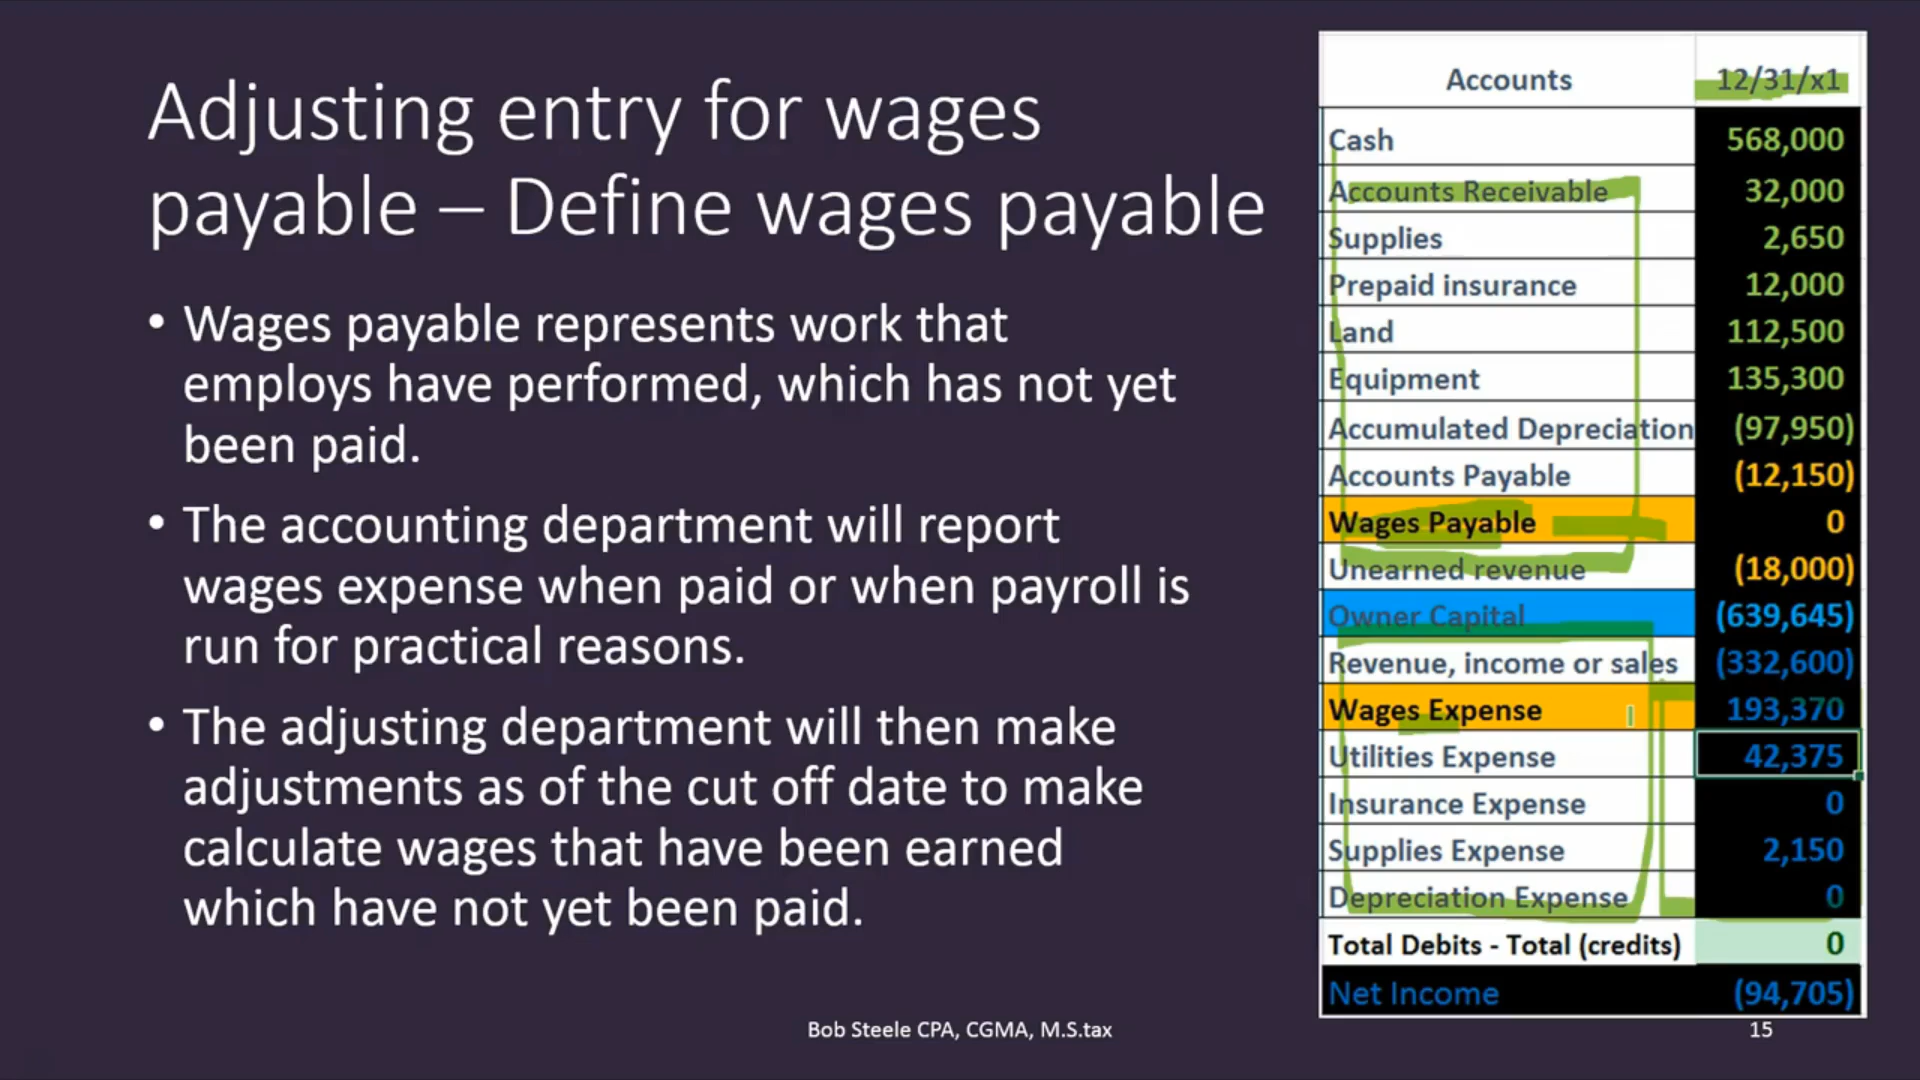 Adjusting entry for wages
payable – Define wages payable
• Wages payable represents work that
employs have performed, which has not yet
been paid.
• The accounting department will report
wages expense when paid or when payroll is
run for practical reasons.
• The adjusting department will then make
adjustments as of the cut off date to make
calculate wages that have been earned
which have not yet been paid.
Accounts 12/31/x1
Cash 568,000
Accounts Receivable 32,000
Supplies 2,650
Prepaid insurance 12,000
Land 112,500
Equipment 135,300
Accumulated Depreciation (97,950)
Accounts Payable (12,150)
Wages Payable 0
Unearned revenue (18,000)
Owner Capital (639,645)
Revenue, income or sales (332,600)
Wages Expense 193,370
Utilities Expense 42,375
Insurance Expense 0
Supplies Expense 2,150
Depreciation Expense 0
Total Debits - Total (credits) 0
Net Income (94,705)
Bob Steele CPA, CGMA, M.S.tax 15